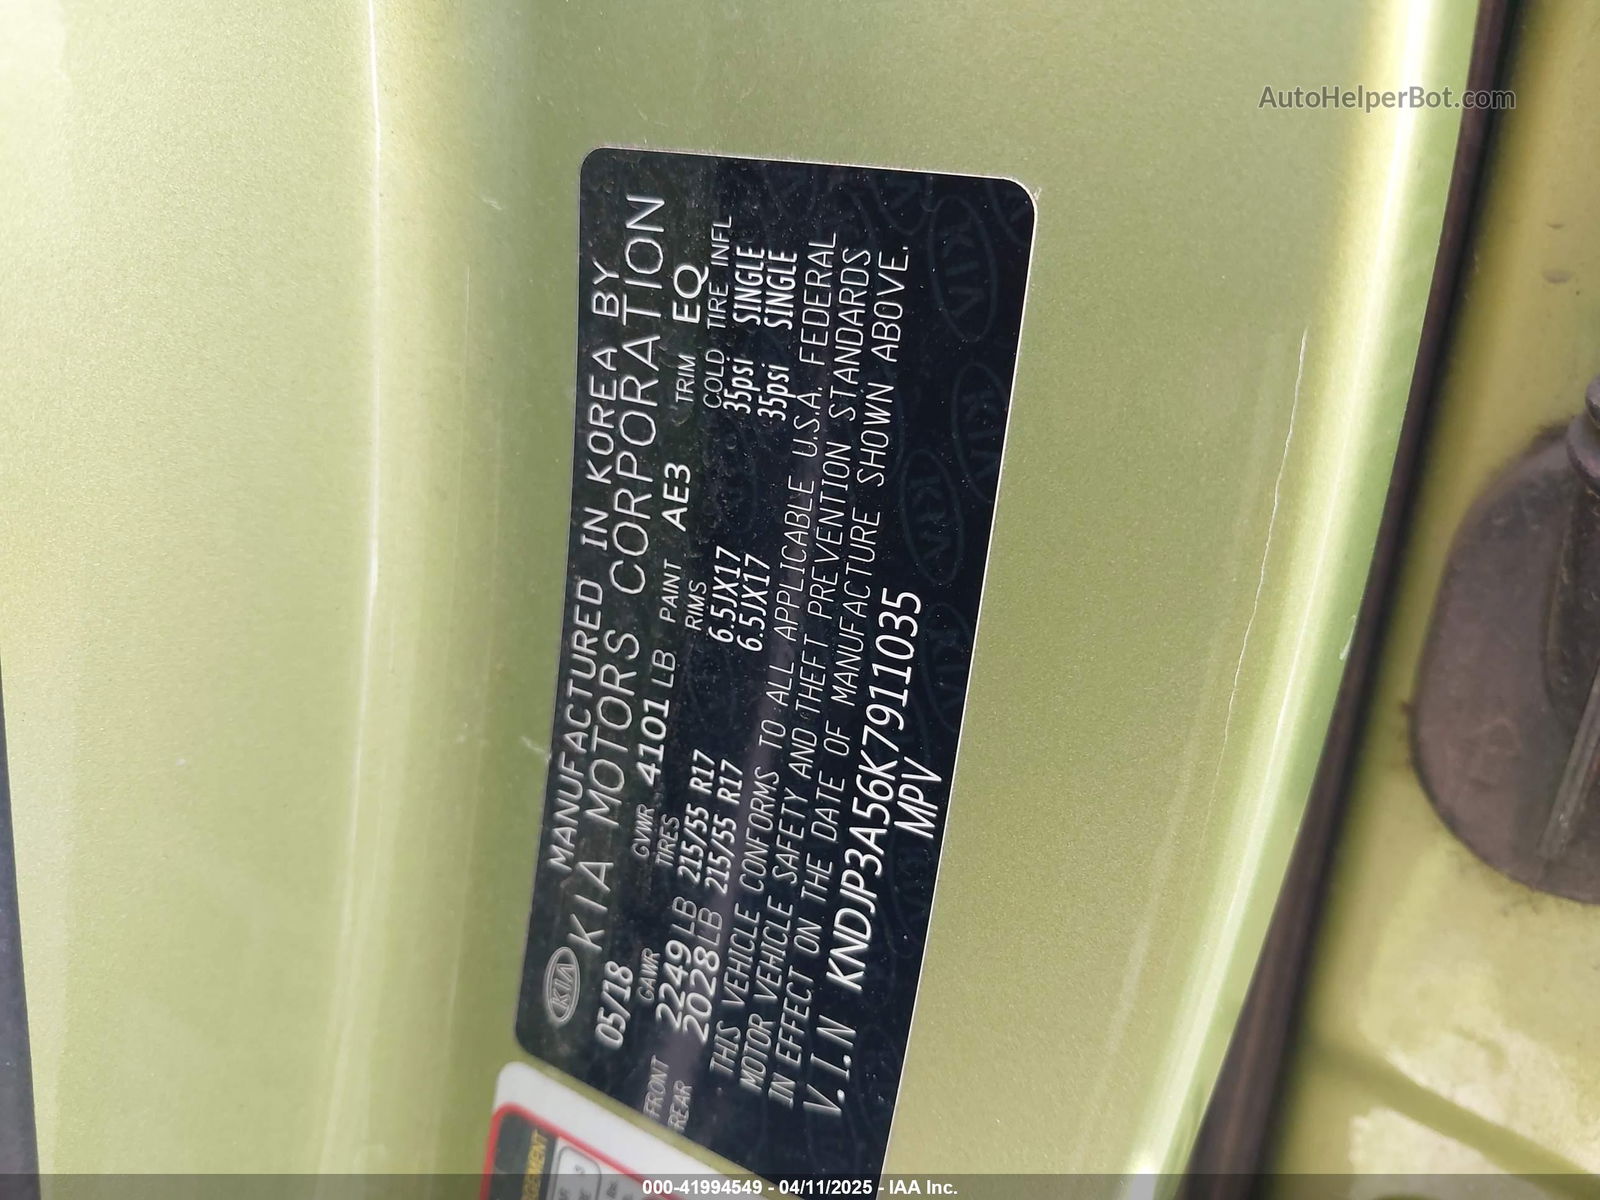 AutoHelperBot.com
KIA
MANUFACTURED IN KOREA BY
KIA MOTORS CORPORATION
05/18 GVWR 4101 LB PAINT AE3 TRIM EQ
GAWR TIRES RIMS COLD TIRE INFL
FRONT 2249 LB 215/55 R17 6.5JX17 35psi SINGLE
REAR 2028 LB 215/55 R17 6.5JX17 35psi SINGLE
THIS VEHICLE CONFORMS TO ALL APPLICABLE U.S.A. FEDERAL
MOTOR VEHICLE SAFETY AND THEFT PREVENTION STANDARDS
IN EFFECT ON THE DATE OF MANUFACTURE SHOWN ABOVE.
V.I.N KNDJP3A56K7911035
MPV
000-41994549 - 04/11/2025 - IAA Inc.